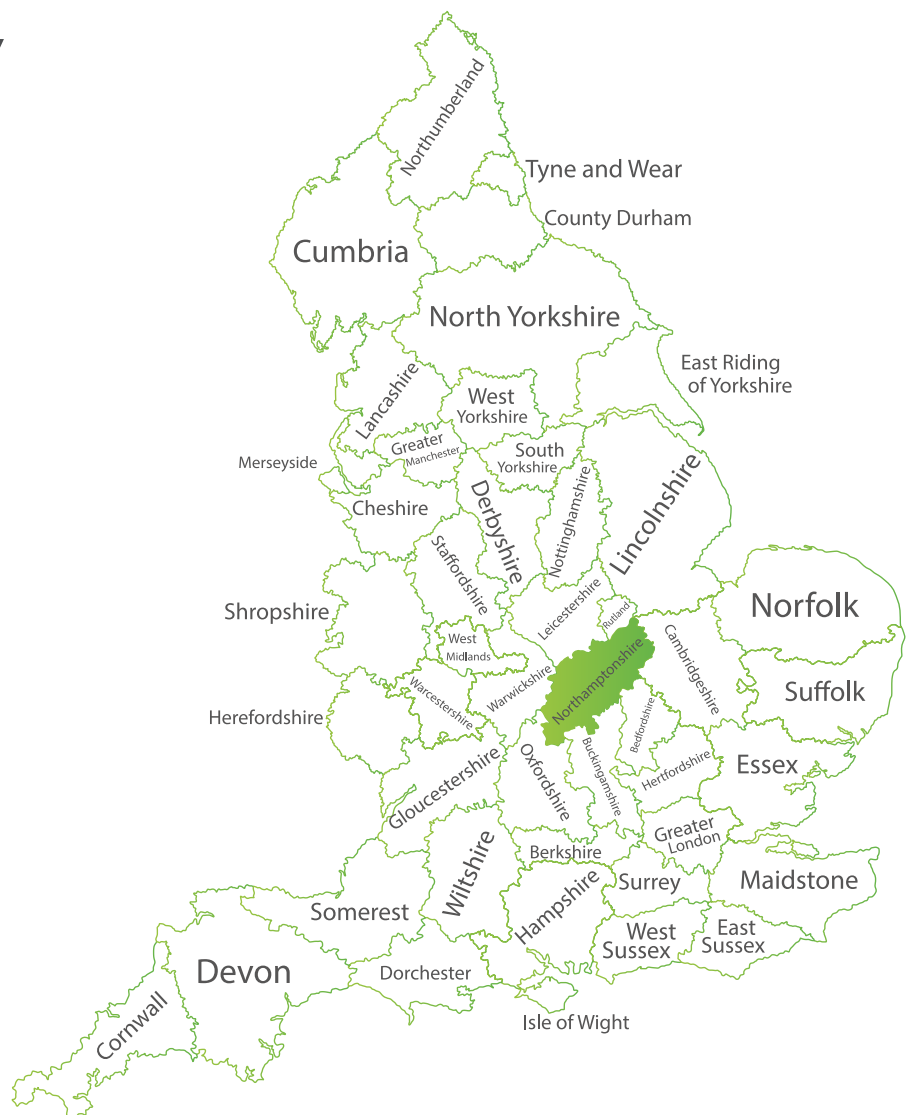 Northumberland
Tyne and Wear
County Durham
Cumbria
North Yorkshire
East Riding
of Yorkshire
Lancashire
West
Yorkshire
Greater
Manchester
South
Yorkshire
Merseyside
Cheshire
Derbyshire
Nottinghamshire
Lincolnshire
Staffordshire
Shropshire
Leicestershire
Rutland
Norfolk
West
Midlands
Cambridgeshire
Northamptonshire
Suffolk
Herefordshire
Warcestershire
Warwickshire
Bedfordshire
Gloucestershire
Oxfordshire
Buckingamshire
Hertfordshire
Essex
Greater
London
Berkshire
Wiltshire
Hampshire
Surrey
Maidstone
Somerest
West
Sussex
East
Sussex
Devon
Dorchester
Isle of Wight
Cornwall